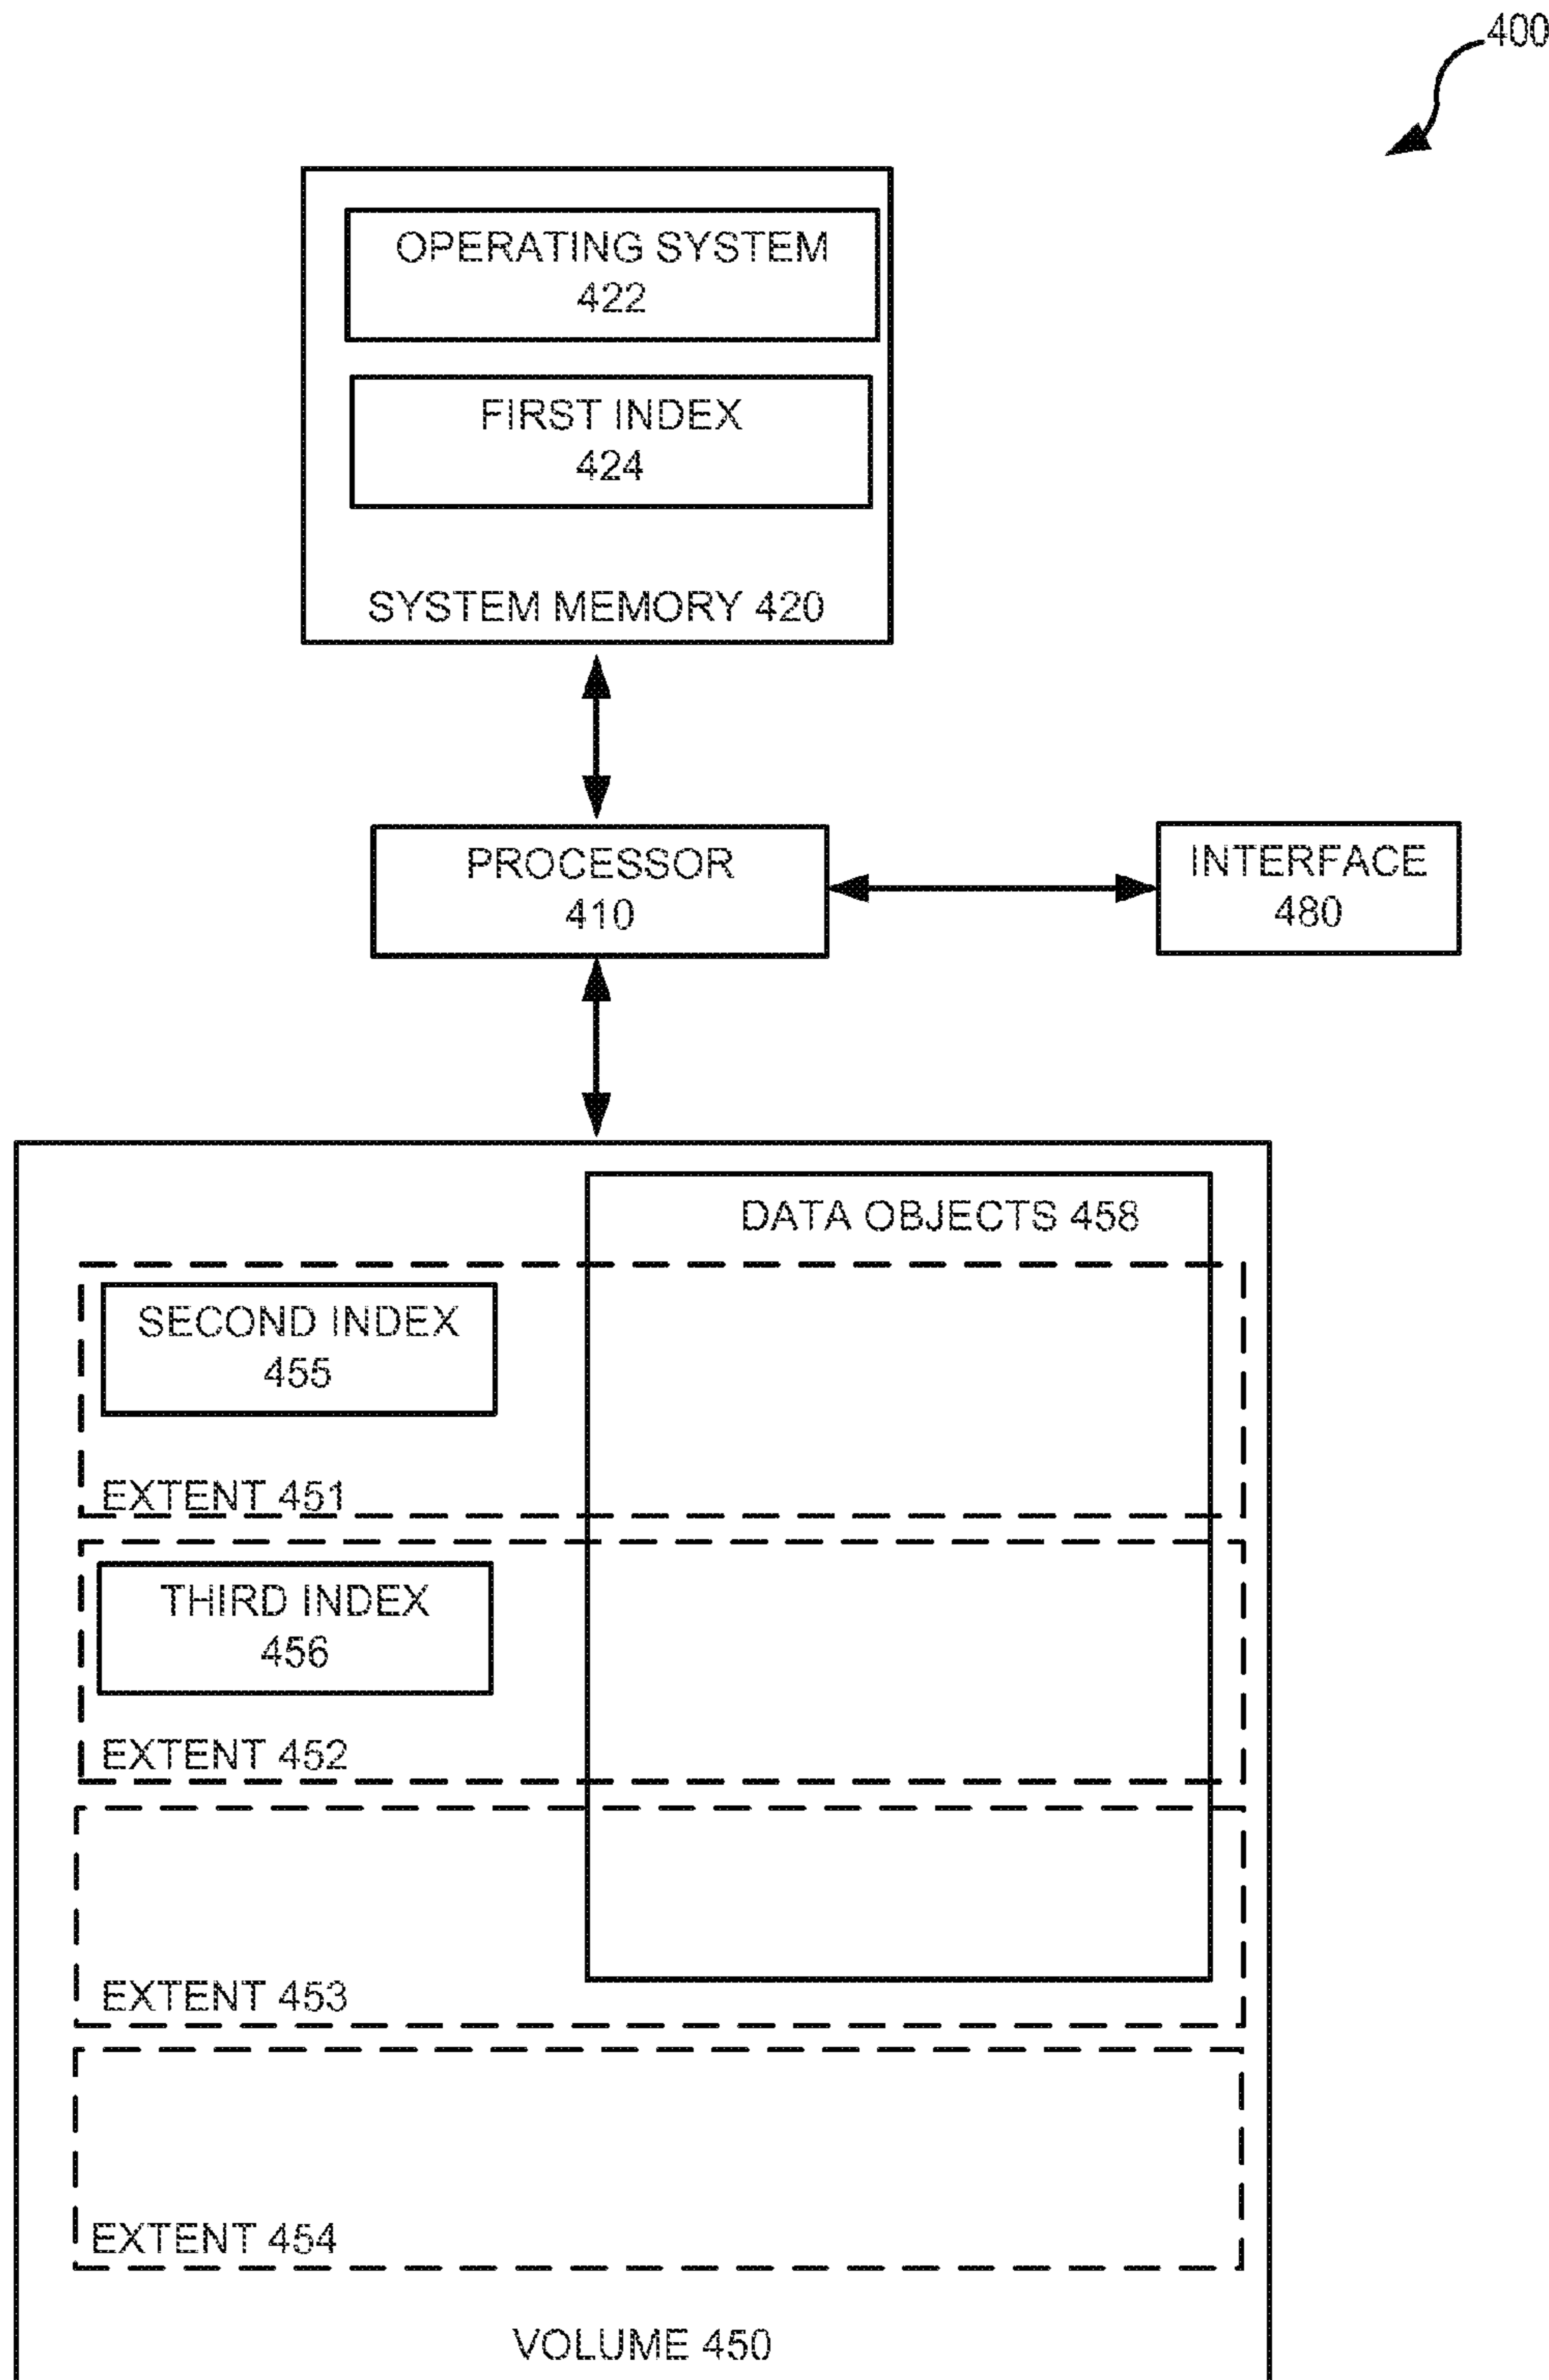 400
OPERATING SYSTEM
422
FIRST INDEX
424
SYSTEM MEMORY 420
PROCESSOR
410
INTERFACE
480
DATA OBJECTS 458
SECOND INDEX
455
EXTENT 451
THIRD INDEX
456
EXTENT 452
EXTENT 453
EXTENT 454
VOLUME 450